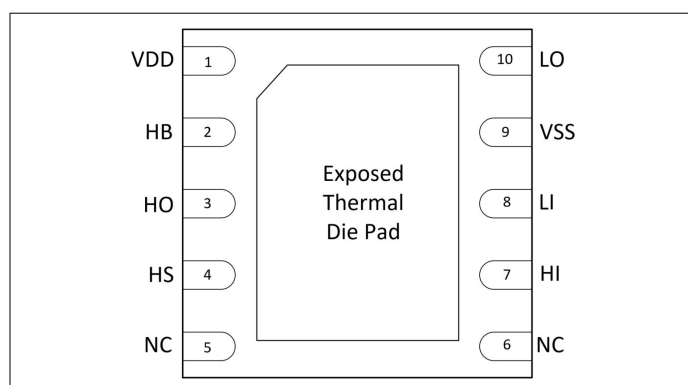 VDD 1 10 LO
HB 2 9 VSS
Exposed
HO 3 Thermal 8 LI
Die Pad
HS 4 7 HI
NC 5 6 NC